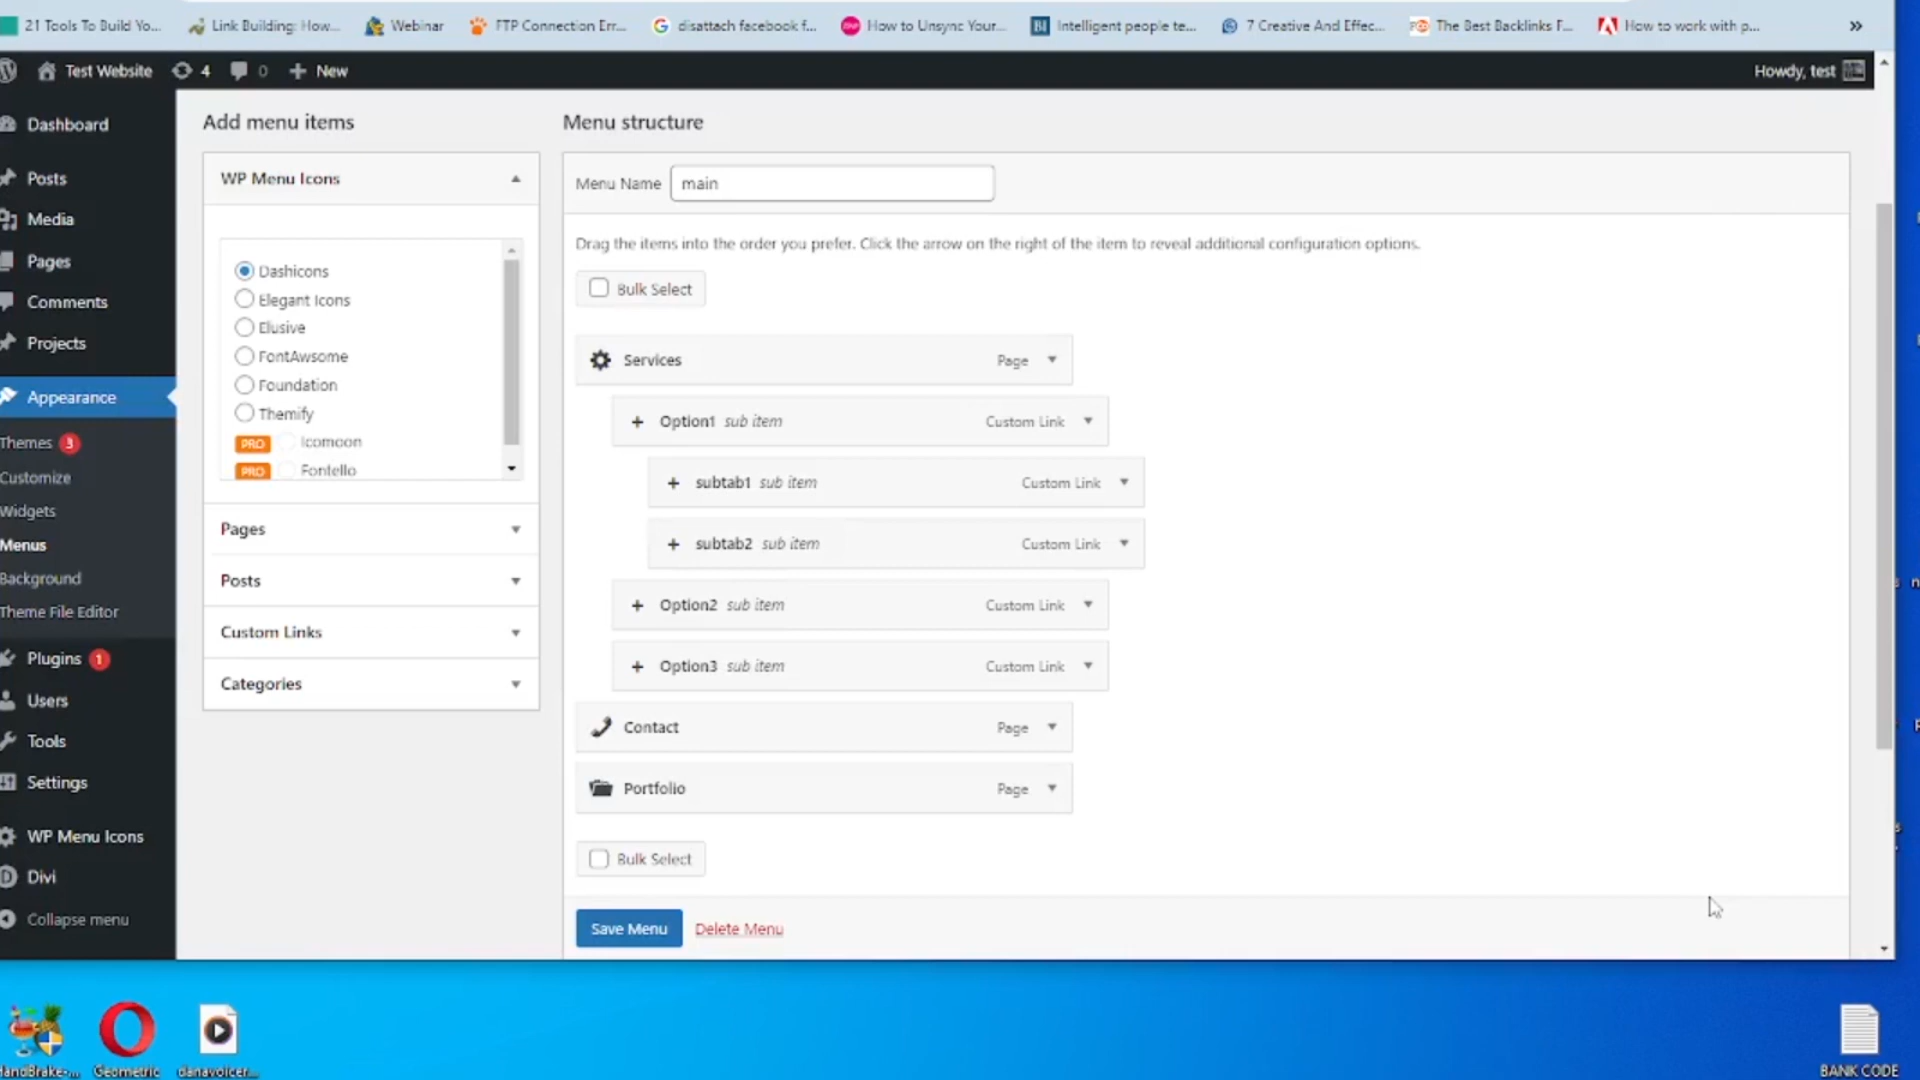 21 Tools To Build Yo...
Link Building: How...
Webinar
FTP Connection Err...
disattach facebook f...
How to Unsync Your...
BI
Intelligent people te...
7 Creative And Effec...
The Best Backlinks F...
How to work with p...
»
Test Website
4
0
New
Howdy, test
Dashboard
Posts
Media
Pages
Comments
Projects
Appearance
Themes 3
Customize
Widgets
Menus
Background
Theme File Editor
Plugins 1
Users
Tools
Settings
WP Menu Icons
Divi
Collapse menu
Add menu items
WP Menu Icons
Dashicons
Elegant Icons
Elusive
FontAwsome
Foundation
Themify
PRO Icomoon
PRO Fontello
Pages
Posts
Custom Links
Categories
Menu structure
Menu Name main
Drag the items into the order you prefer. Click the arrow on the right of the item to reveal additional configuration options.
Bulk Select
Services Page
Option1 sub item Custom Link
subtab1 sub item Custom Link
subtab2 sub item Custom Link
Option2 sub item Custom Link
Option3 sub item Custom Link
Contact Page
Portfolio Page
Bulk Select
Save Menu Delete Menu
HandBrake-...
Geometric
danavoicer...
BANK CODE